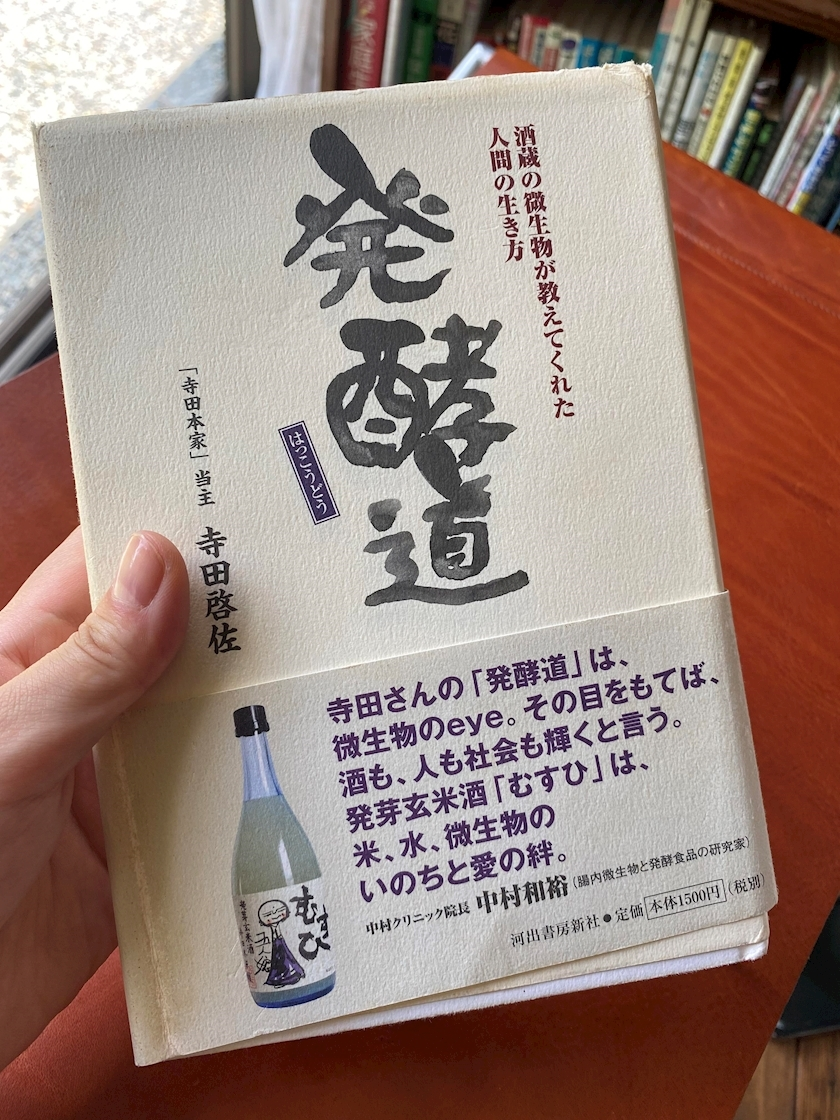 酒蔵の微生物が教えてくれた
人間の生き方
発酵道
はっこうどう
「寺田本家」当主 寺田啓佐
寺田さんの「発酵道」は、
微生物のeye。その目をもてば、
酒も、人も社会も輝くと言う。
発芽玄米酒「むすひ」は、
米、水、微生物の
いのちと愛の絆。
中村クリニック院長 中村和裕(腸内微生物と発酵食品の研究家)
河出書房新社●定価 本体1500円(税別)
むすひ
発芽玄米酒